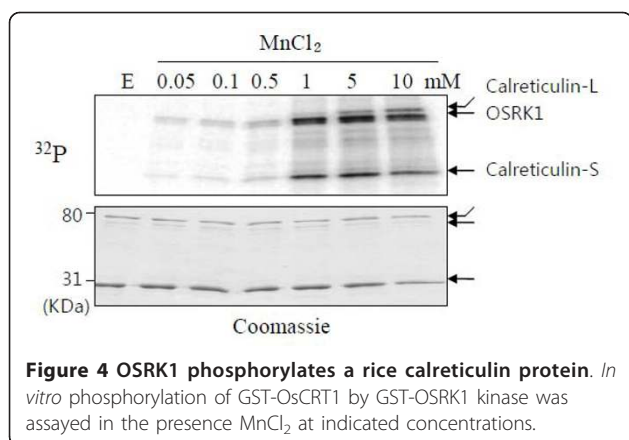 MnCl₂
E 0.05 0.1 0.5 1 5 10 mM
Calreticulin-L
OSRK1
³²P
Calreticulin-S
80
31
(KDa)
Coomassie
Figure 4 OSRK1 phosphorylates a rice calreticulin protein. In
vitro phosphorylation of GST-OsCRT1 by GST-OSRK1 kinase was
assayed in the presence MnCl₂ at indicated concentrations.